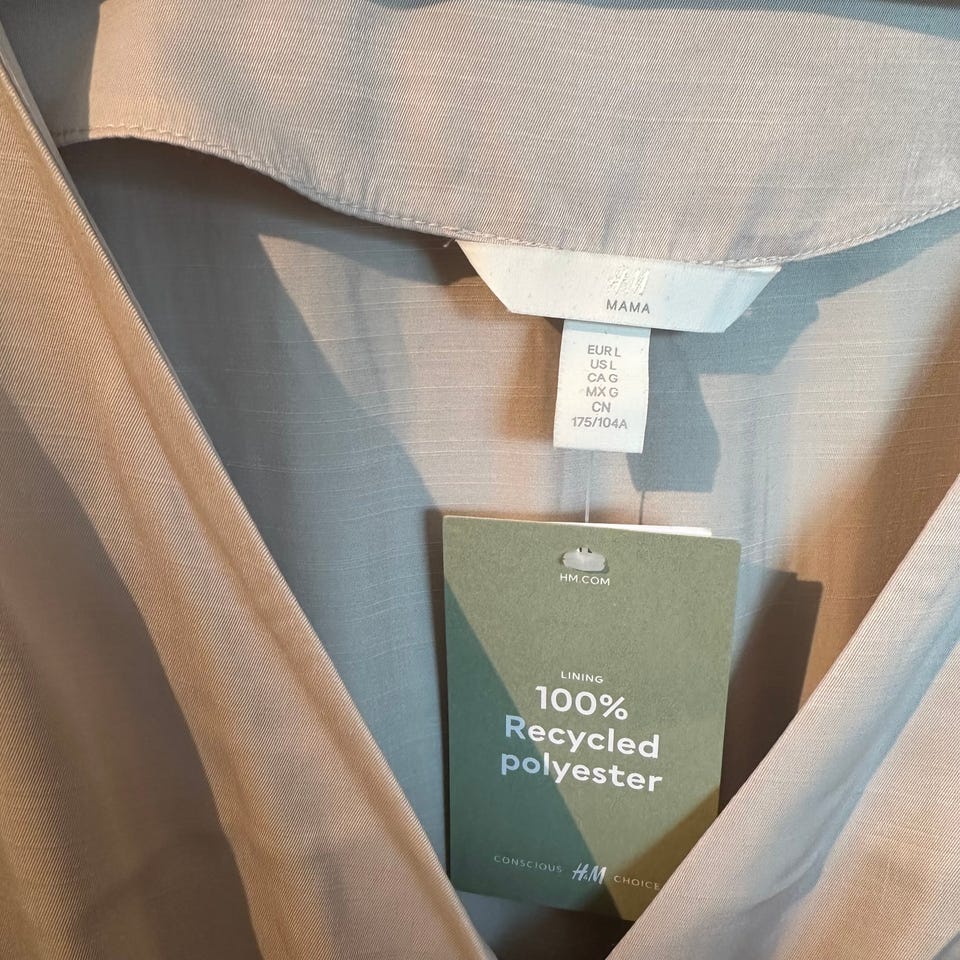 H&M
MAMA
EUR L
US L
CA G
MX G
CN
175/104A
HM.COM
LINING
100%
Recycled
polyester
CONSCIOUS H&M CHOICE